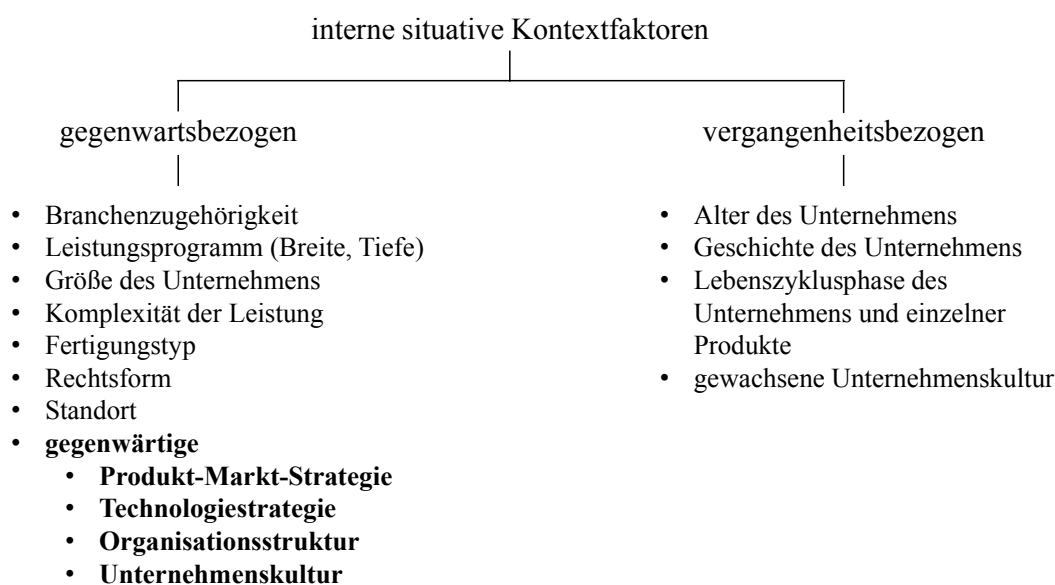 interne situative Kontextfaktoren
gegenwartsbezogen
• Branchenzugehörigkeit
• Leistungsprogramm (Breite, Tiefe)
• Größe des Unternehmens
• Komplexität der Leistung
• Fertigungstyp
• Rechtsform
• Standort
• gegenwärtige
• Produkt-Markt-Strategie
• Technologiestrategie
• Organisationsstruktur
• Unternehmenskultur
vergangenheitsbezogen
• Alter des Unternehmens
• Geschichte des Unternehmens
• Lebenszyklusphase des
Unternehmens und einzelner
Produkte
• gewachsene Unternehmenskultur